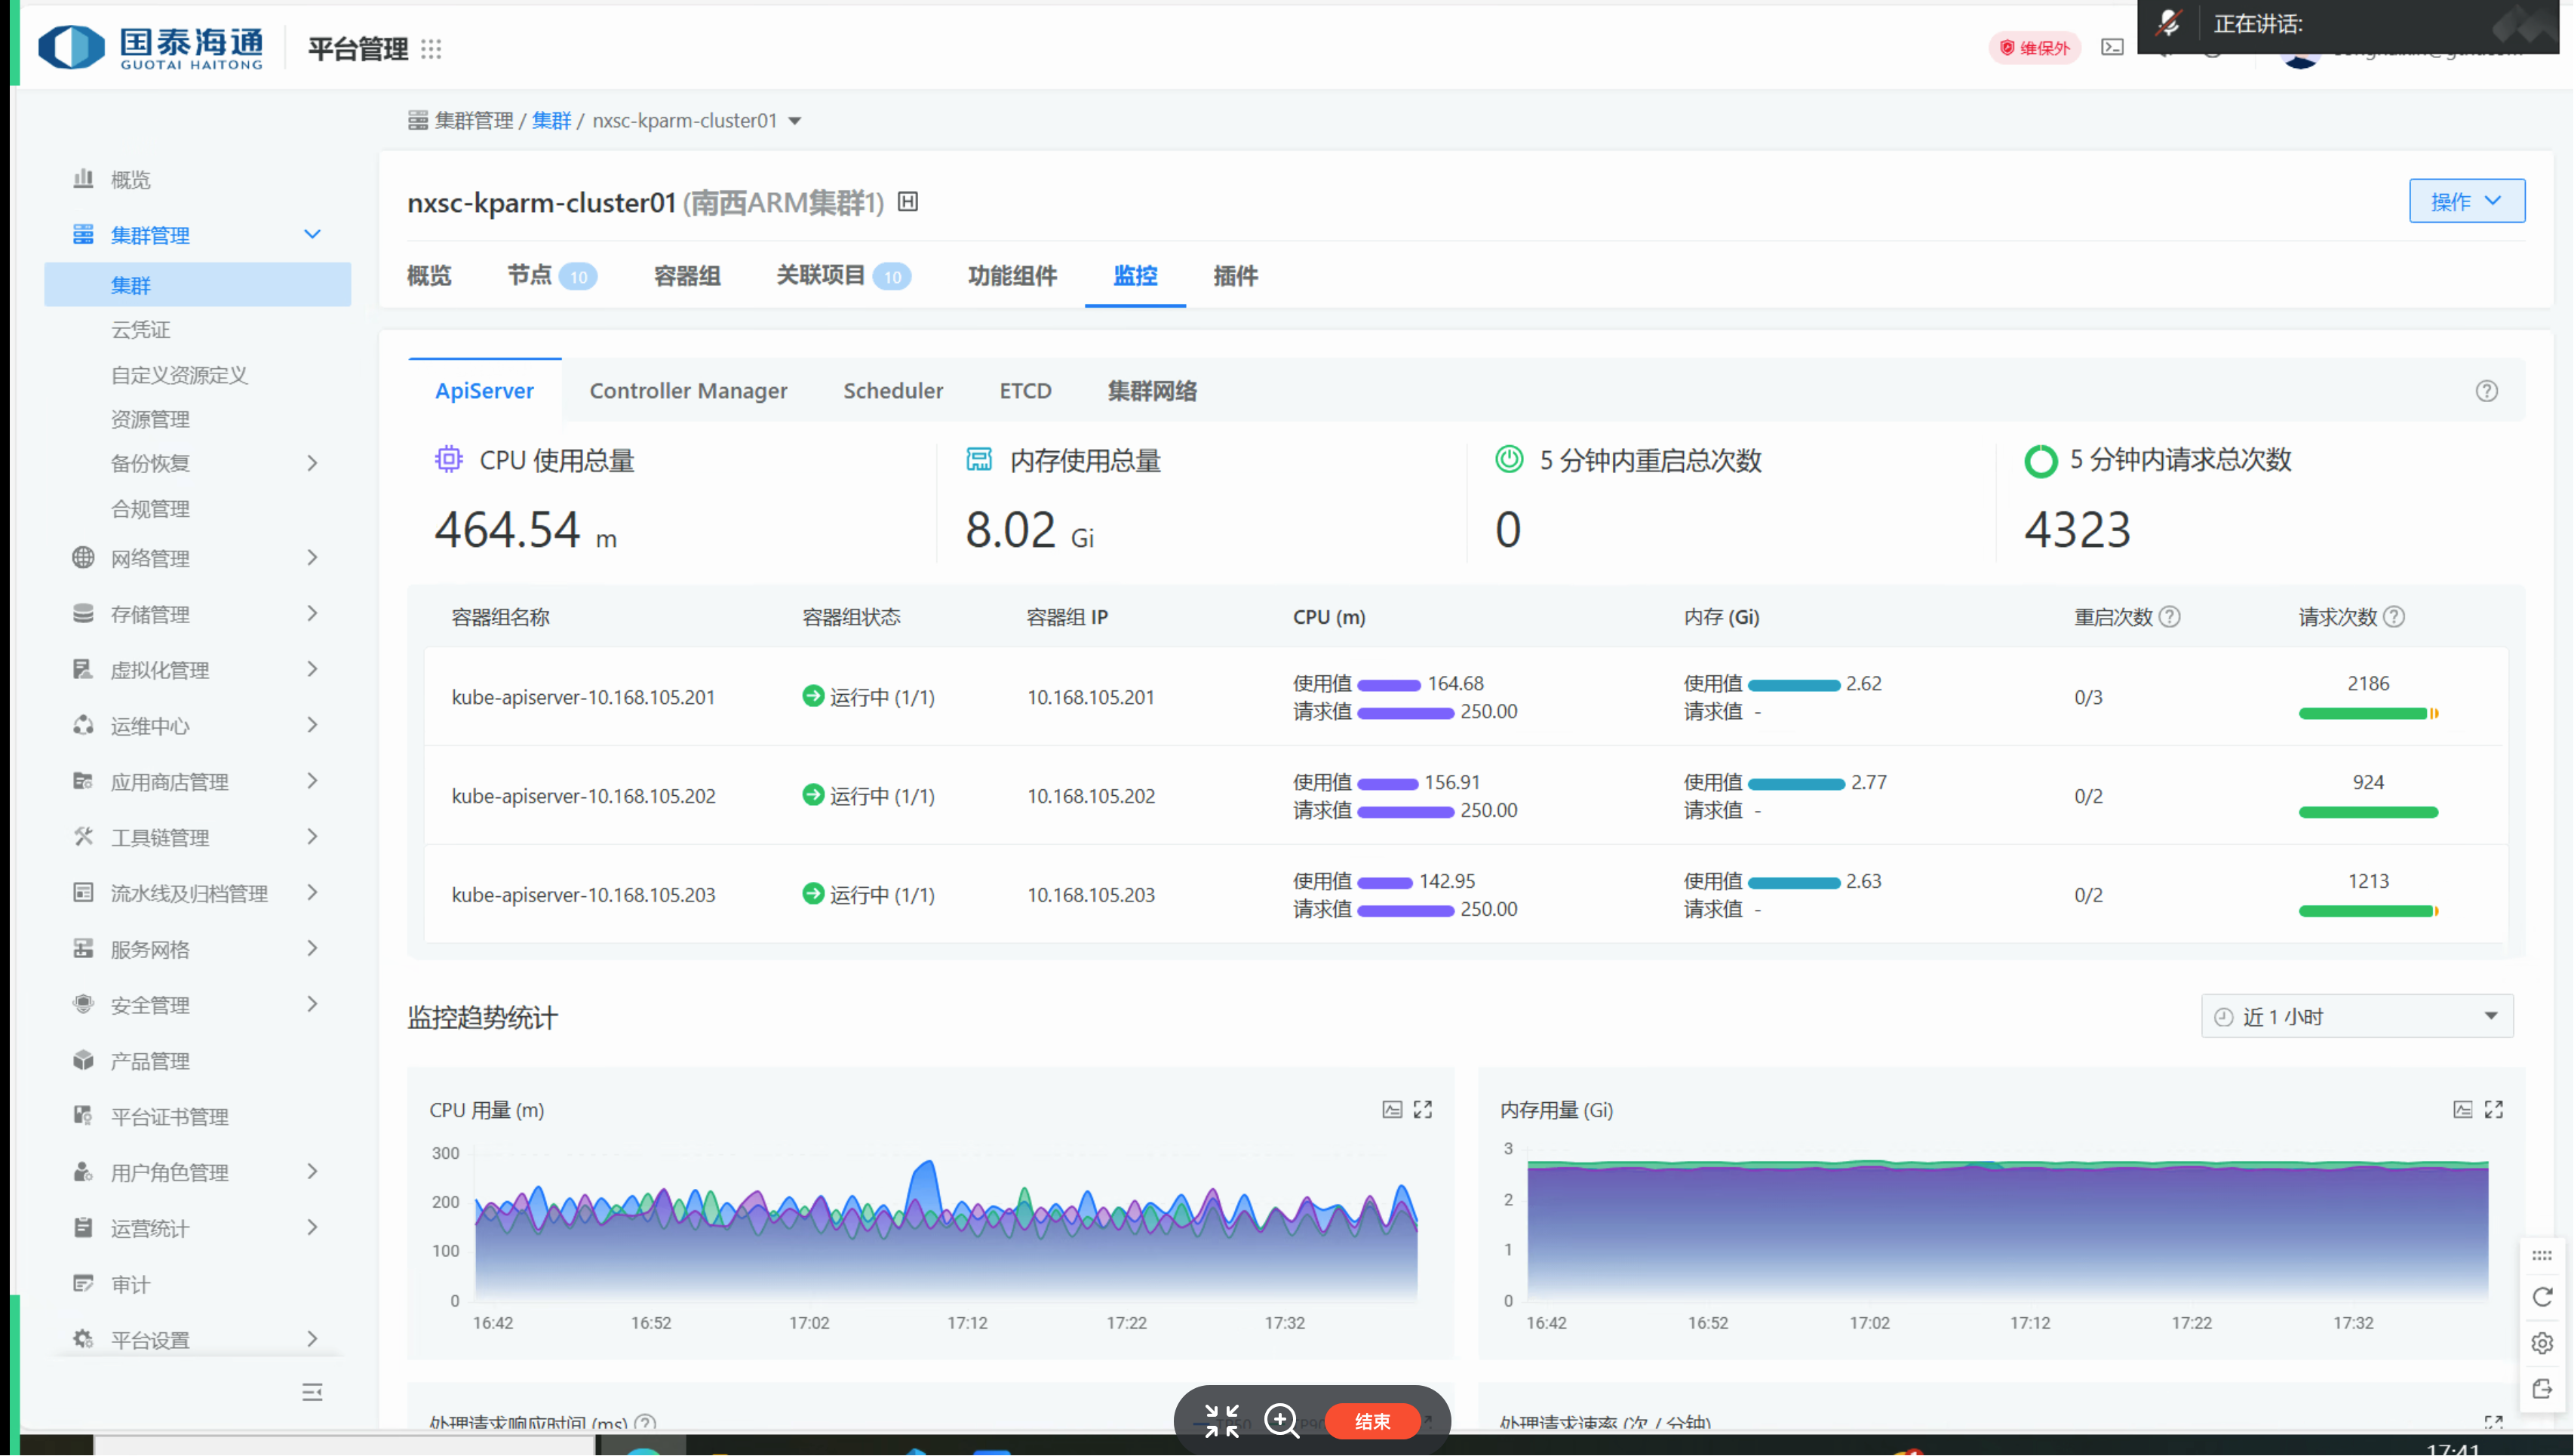 国泰海通
GUOTAI HAITONG
平台管理
维保外
正在讲话:
集群管理 / 集群 / nxsc-kparm-cluster01
概览
集群管理
集群
云凭证
自定义资源定义
资源管理
备份恢复
合规管理
网络管理
存储管理
虚拟化管理
运维中心
应用商店管理
工具链管理
流水线及归档管理
服务网格
安全管理
产品管理
平台证书管理
用户角色管理
运营统计
审计
平台设置
nxsc-kparm-cluster01 (南西ARM集群1)
操作
概览 节点 10 容器组 关联项目 10 功能组件 监控 插件
ApiServer Controller Manager Scheduler ETCD 集群网络
CPU 使用总量 内存使用总量 5 分钟内重启总次数 5 分钟内请求总次数
464.54 m 8.02 Gi 0 4323
容器组名称 容器组状态 容器组 IP CPU (m) 内存 (Gi) 重启次数 请求次数
kube-apiserver-10.168.105.201 运行中 (1/1) 10.168.105.201 使用值 164.68 使用值 2.62 0/3 2186
请求值 250.00 请求值 -
kube-apiserver-10.168.105.202 运行中 (1/1) 10.168.105.202 使用值 156.91 使用值 2.77 0/2 924
请求值 250.00 请求值 -
kube-apiserver-10.168.105.203 运行中 (1/1) 10.168.105.203 使用值 142.95 使用值 2.63 0/2 1213
请求值 250.00 请求值 -
监控趋势统计
近 1 小时
CPU 用量 (m)
300
200
100
0
16:42 16:52 17:02 17:12 17:22 17:32
内存用量 (Gi)
3
2
1
0
16:42 16:52 17:02 17:12 17:22 17:32
处理请求响应时间 (ms)
处理请求速率 (次 / 分钟)
结束
17:41